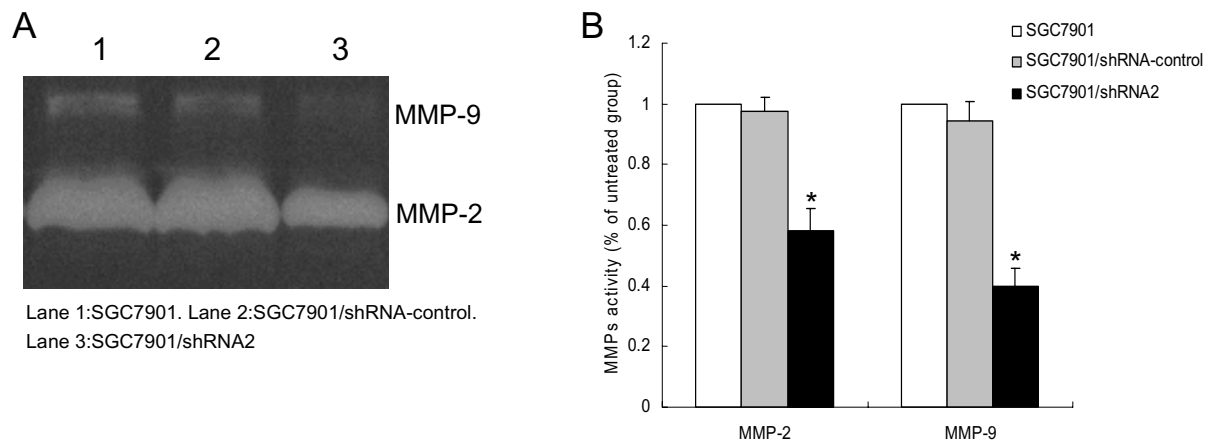 A
1 2 3
MMP-9
MMP-2
Lane 1:SGC7901. Lane 2:SGC7901/shRNA-control.
Lane 3:SGC7901/shRNA2
B
SGC7901
SGC7901/shRNA-control
SGC7901/shRNA2
MMPs activity (% of untreated group)
1.2
1
0.8
0.6
0.4
0.2
0
*
*
MMP-2 MMP-9